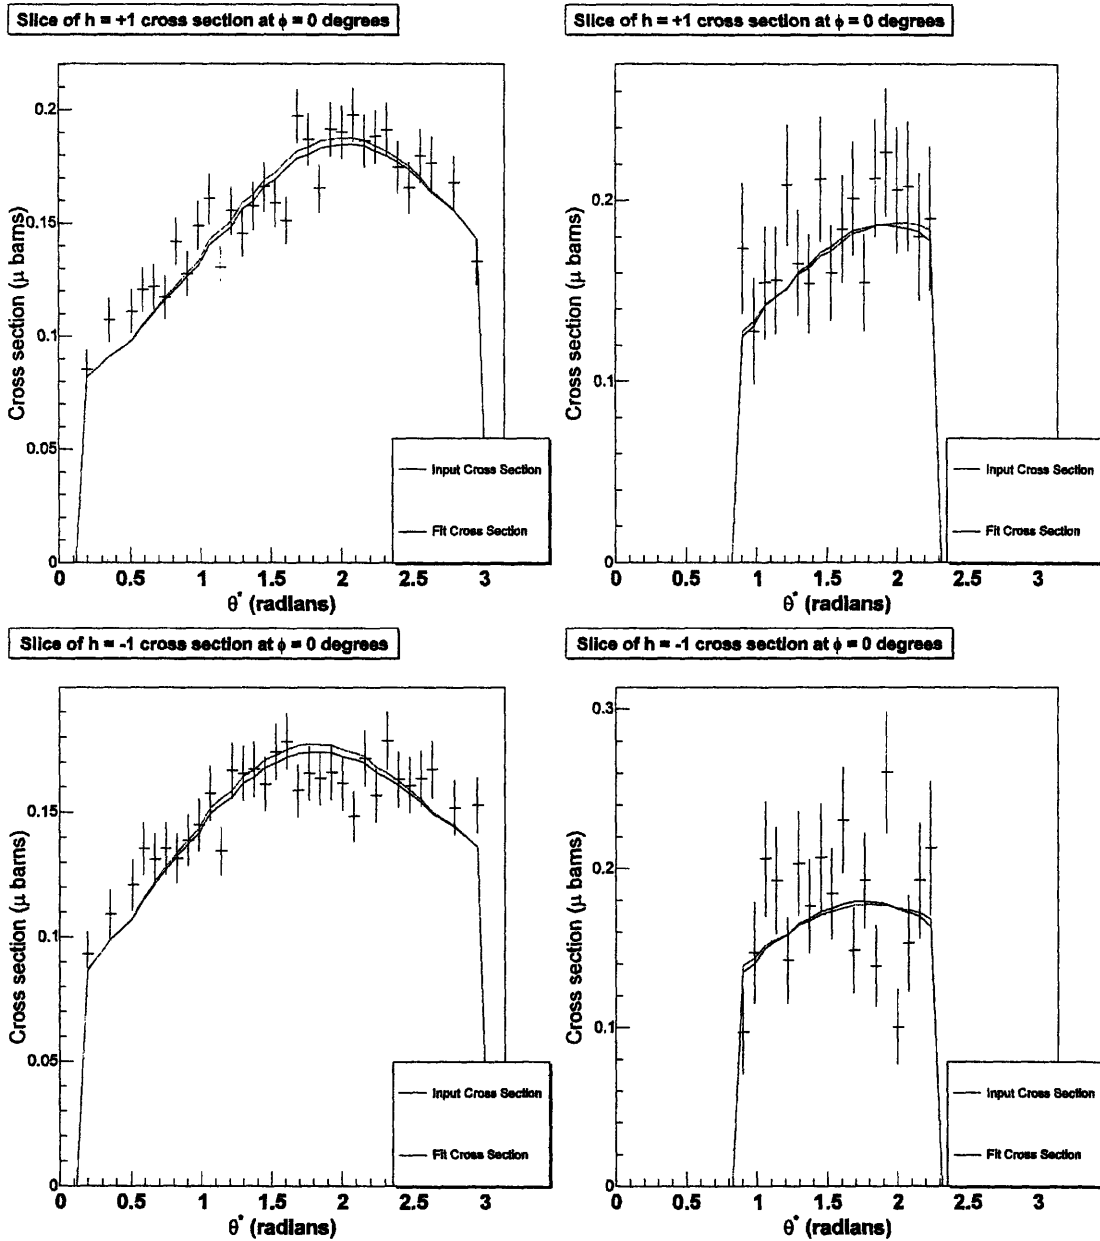 Slice of h = +1 cross section at ϕ = 0 degrees
Cross section (μ barns)
0.2
0.15
0.1
0.05
0
0 0.5 1 1.5 2 2.5 3
θ* (radians)
Input Cross Section
Fit Cross Section
Slice of h = +1 cross section at ϕ = 0 degrees
Cross section (μ barns)
0.2
0.1
0
0 0.5 1 1.5 2 2.5 3
θ* (radians)
Input Cross Section
Fit Cross Section
Slice of h = -1 cross section at ϕ = 0 degrees
Cross section (μ barns)
0.15
0.1
0.05
0
0 0.5 1 1.5 2 2.5 3
θ* (radians)
Input Cross Section
Fit Cross Section
Slice of h = -1 cross section at ϕ = 0 degrees
Cross section (μ barns)
0.3
0.2
0.1
0
0 0.5 1 1.5 2 2.5 3
θ* (radians)
Input Cross Section
Fit Cross Section